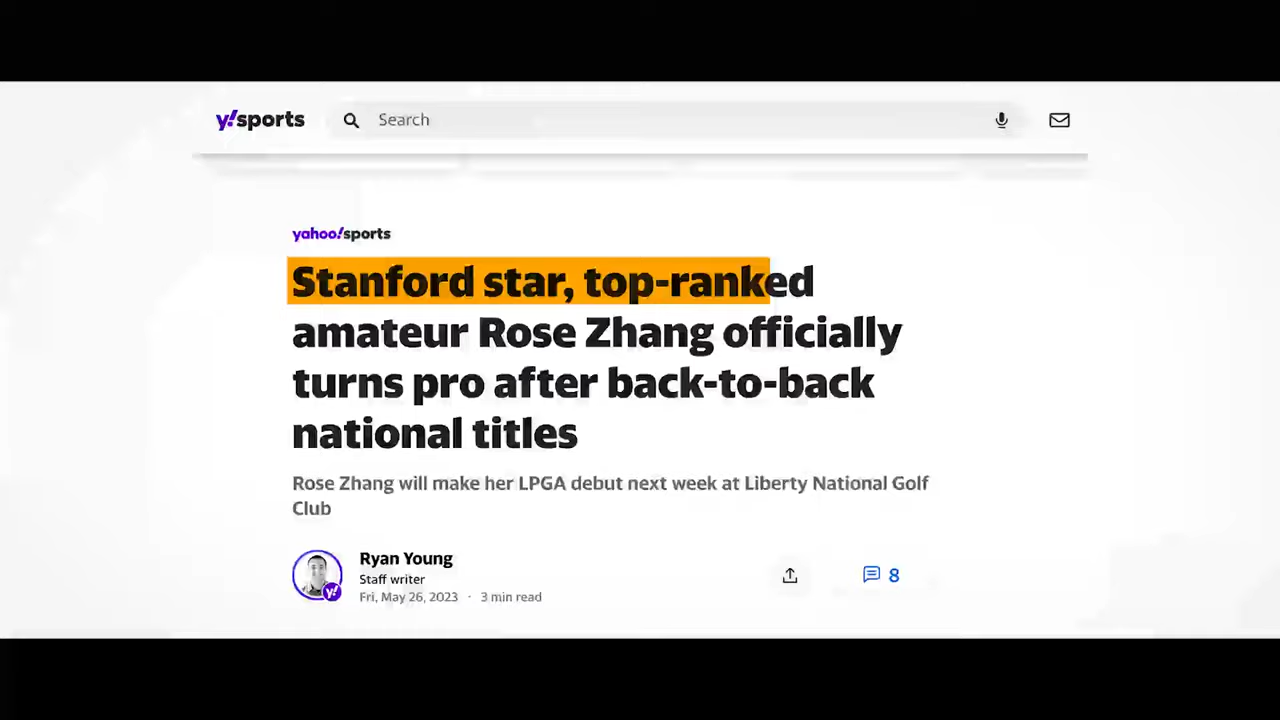 y!sports
Search
yahoo!sports
Stanford star, top-ranked
amateur Rose Zhang officially
turns pro after back-to-back
national titles
Rose Zhang will make her LPGA debut next week at Liberty National Golf
Club
Ryan Young
Staff writer
y!
Fri, May 26, 2023 · 3 min read
8